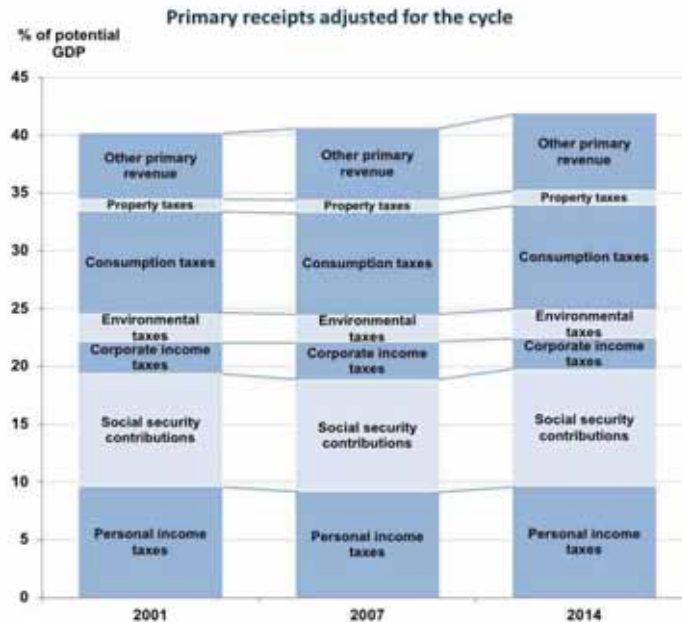 Primary receipts adjusted for the cycle
% of potential
GDP
45
40
35
30
25
20
15
10
5
0
Other primary
revenue
Property taxes
Consumption taxes
Environmental
taxes
Corporate income
taxes
Social security
contributions
Personal income
taxes
Other primary
revenue
Property taxes
Consumption taxes
Environmental
taxes
Corporate income
taxes
Social security
contributions
Personal income
taxes
Other primary
revenue
Property taxes
Consumption taxes
Environmental
taxes
Corporate income
taxes
Social security
contributions
Personal income
taxes
2001
2007
2014